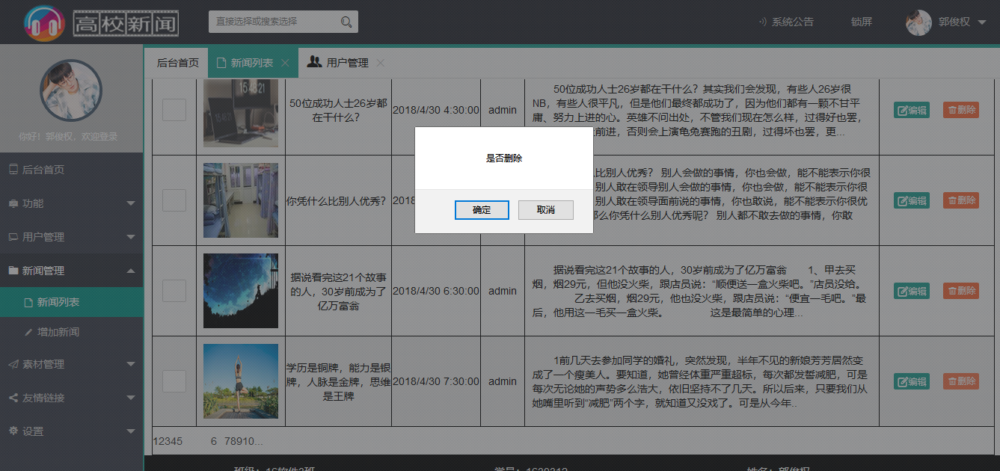 高校新闻
直接选择或搜索选择
系统公告
锁屏
郭俊权
你好！郭俊权，欢迎登录
后台首页
功能
用户管理
新闻管理
新闻列表
增加新闻
素材管理
友情链接
设置
后台首页
新闻列表
用户管理
15:48:21
50位成功人士26岁都
在干什么？
2018/4/30 4:30:00
admin
50位成功人士26岁都在干什么？其实我们会发现，有些人26岁很
NB，有些人很平凡，但是他们最终都成功了，因为他们都有一颗不甘平
庸、努力上进的心。英雄不问出处，不管我们现在怎么样，过得好也罢，
上前进，否则会上演龟兔赛跑的丑剧，过得坏也罢，更...
编辑
删除
你凭什么比别人优秀？
2018
么比别人优秀？ 别人会做的事情，你也会做，能不能表示你很
别人敢在领导别人会做的事情，你也会做，能不能表示你很
别人敢在领导面前说的事情，你也敢说，能不能表示你很优
那么你凭什么别人优秀呢？ 别人都不敢去做的事情，你敢
编辑
删除
据说看完这21个故事
的人，30岁前成为了
亿万富翁
2018/4/30 6:30:00
admin
据说看完这21个故事的人，30岁前成为了亿万富翁 1、甲去买
烟，烟29元，但他没火柴，跟店员说：“顺便送一盒火柴吧。”店员没给。
乙去买烟，烟29元，他也没火柴，跟店员说：“便宜一毛吧。”最
后，他用这一毛买一盒火柴。 这是最简单的心理...
编辑
删除
学历是铜牌，能力是银
牌，人脉是金牌，思维
是王牌
2018/4/30 7:30:00
admin
1前几天去参加同学的婚礼，突然发现，半年不见的新娘芳芳居然变
成了一个瘦美人。要知道，她曾经体重严重超标，每次都发誓减肥，可是
每次无论她的声势多么浩大，依旧坚持不了几天。所以后来，只要我们从
她嘴里听到“减肥”两个字，就知道又没戏了。可是从今年..
编辑
删除
12345 6 78910...
是否删除
确定
取消